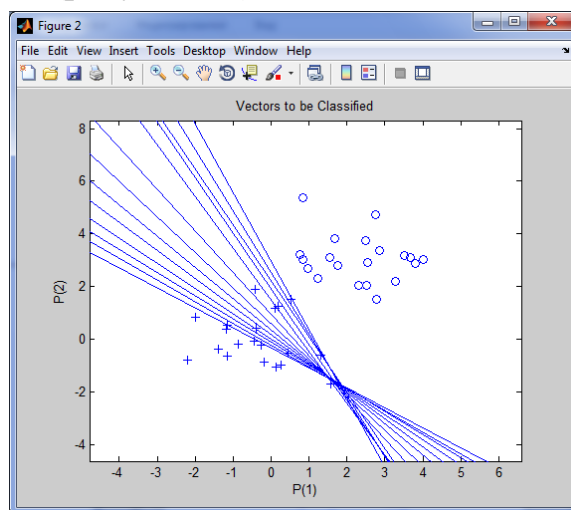 Figure 2
File Edit View Insert Tools Desktop Window Help
Vectors to be Classified
8
6
4
2
0
-2
-4
P(2)
-4 -3 -2 -1 0 1 2 3 4 5 6
P(1)